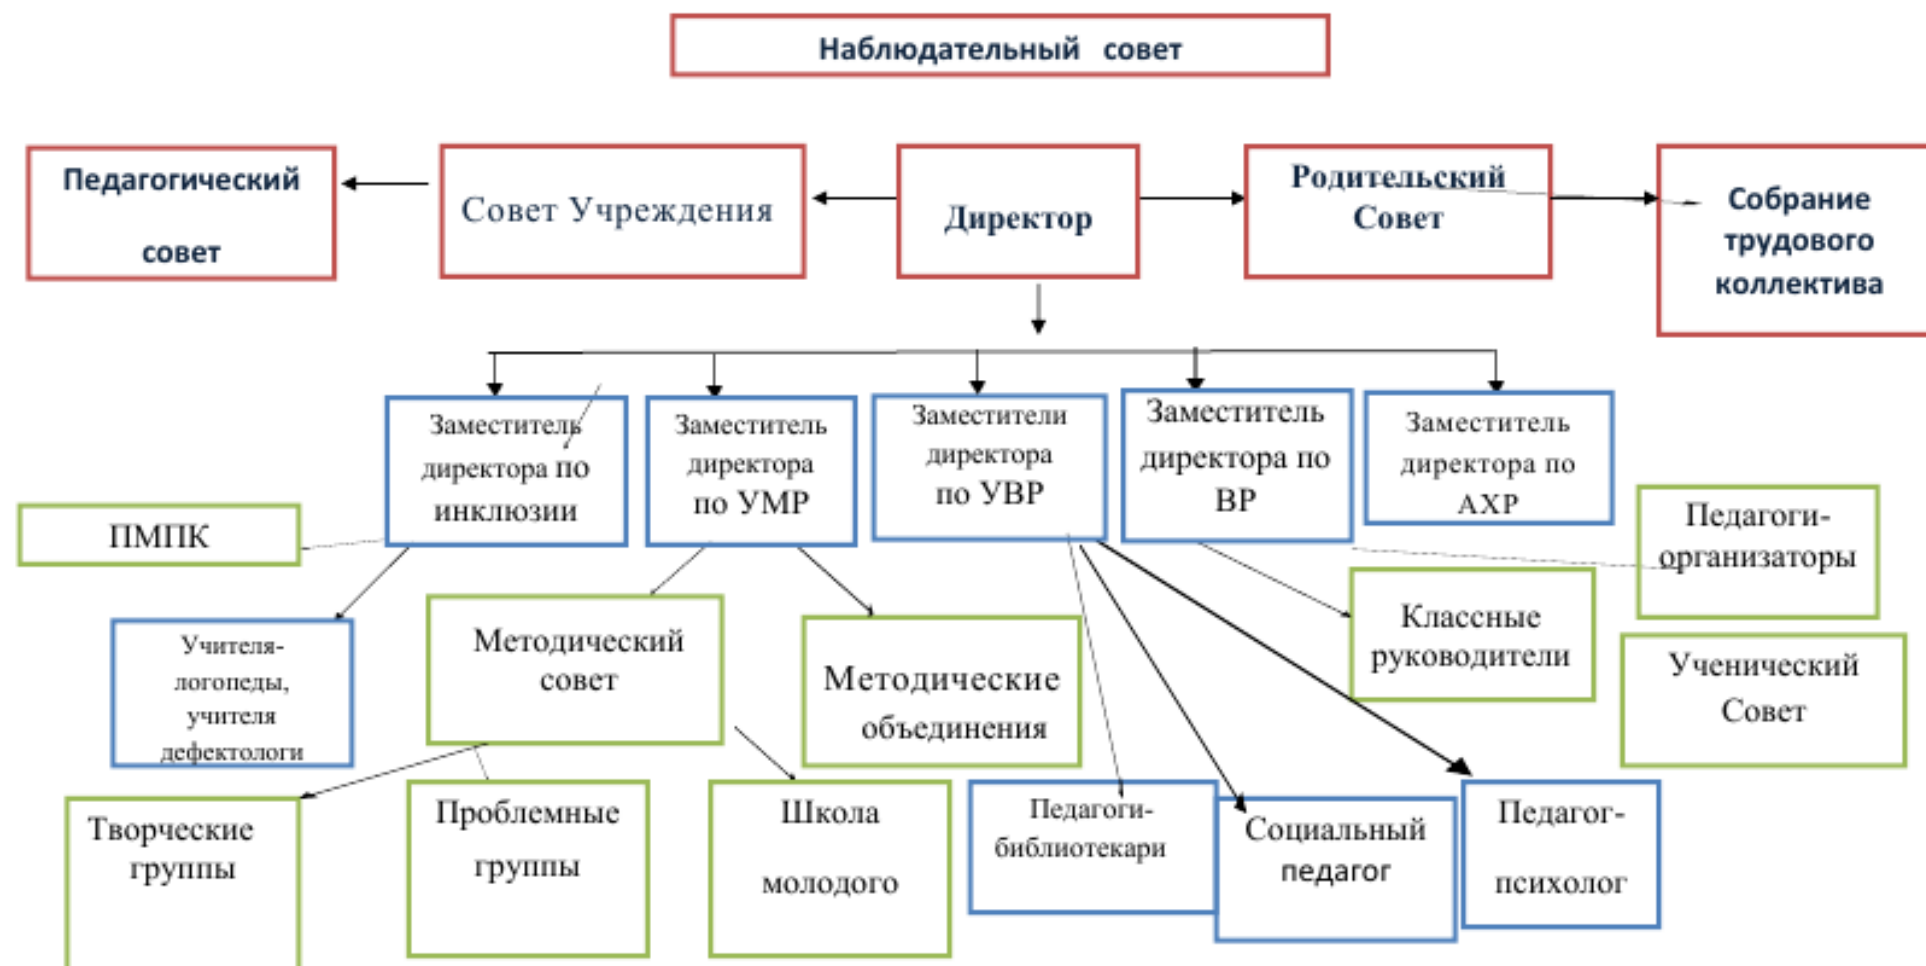 Наблюдательный совет
Педагогический
совет
Совет Учреждения
Директор
Родительский
Совет
Собрание
трудового
коллектива
Заместитель
директора по
инклюзии
Заместитель
директора
по УМР
Заместители
директора
по УВР
Заместитель
директора по
ВР
Заместитель
директора по
АХР
ПМПК
Педагоги-
организаторы
Учителя-
логопеды,
учителя
дефектологи
Методический
совет
Методические
объединения
Классные
руководители
Ученический
Совет
Творческие
группы
Проблемные
группы
Школа
молодого
Педагоги-
библиотекари
Социальный
педагог
Педагог-
психолог